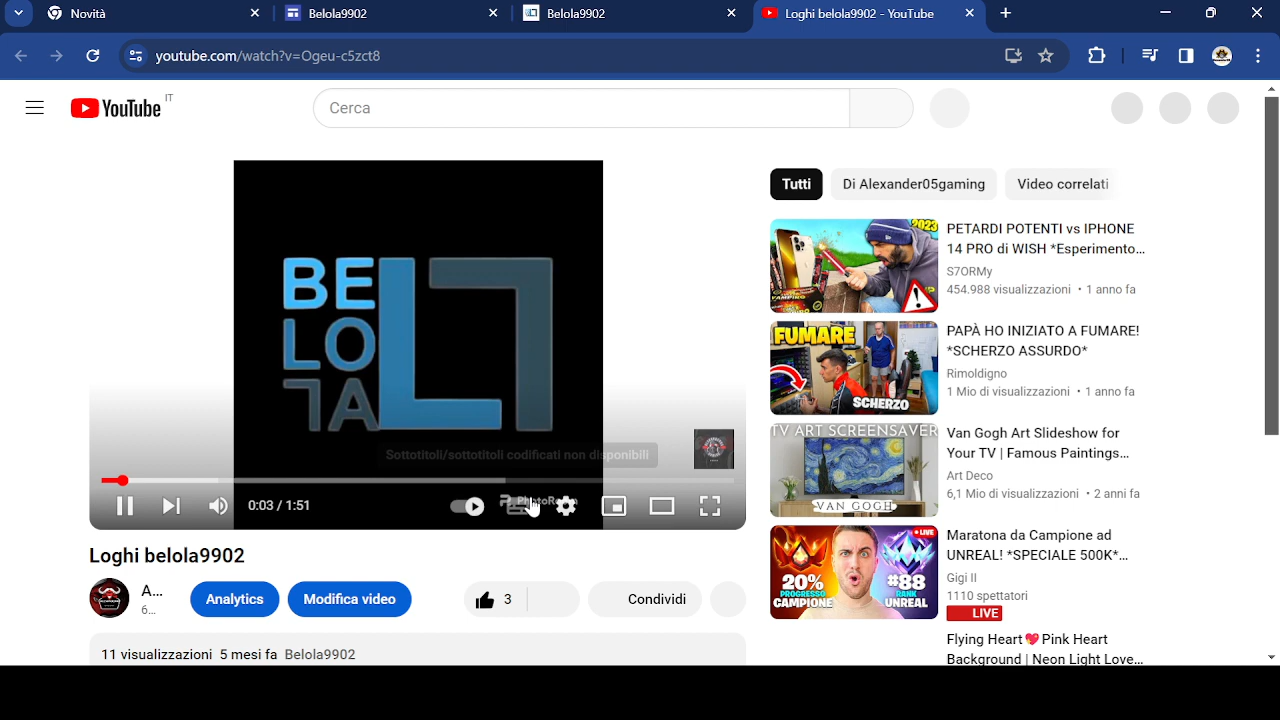 Novità
Belola9902
Belola9902
Loghi belola9902 - YouTube
youtube.com/watch?v=Ogeu-c5zct8
YouTube IT
Cerca
BE
LO
LA
Sottotitoli/sottotitoli codificati non disponibili
0:03 / 1:51
PhotoRoom
Loghi belola9902
A...
6...
Analytics
Modifica video
3
Condividi
11 visualizzazioni 5 mesi fa Belola9902
Tutti
Di Alexander05gaming
Video correlati
2023
PETARDI POTENTI vs IPHONE
14 PRO di WISH *Esperimento...
S7ORMy
454.988 visualizzazioni • 1 anno fa
FUMARE
SCHERZO
PAPÀ HO INIZIATO A FUMARE!
*SCHERZO ASSURDO*
Rimoldigno
1 Mio di visualizzazioni • 1 anno fa
TV ART SCREENSAVER
VAN GOGH
Van Gogh Art Slideshow for
Your TV | Famous Paintings...
Art Deco
6,1 Mio di visualizzazioni • 2 anni fa
LIVE
20%
PROGRESSO
CAMPIONE
#88
RANK
UNREAL
Maratona da Campione ad
UNREAL! *SPECIALE 500K*...
Gigi II
1110 spettatori
LIVE
Flying Heart💖Pink Heart
Background | Neon Light Love...